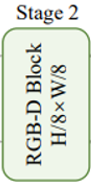 Stage 2
RGB-D Block
H/8×W/8